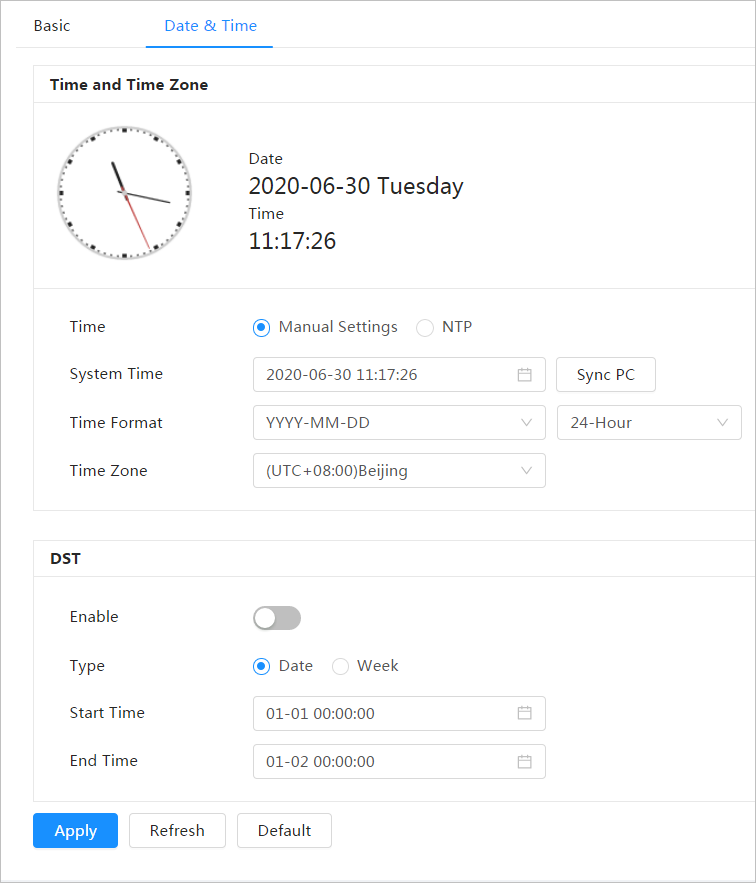 Basic Date & Time
Time and Time Zone
Date
2020-06-30 Tuesday
Time
11:17:26
Time Manual Settings NTP
System Time 2020-06-30 11:17:26 Sync PC
Time Format YYYY-MM-DD 24-Hour
Time Zone (UTC+08:00)Beijing
DST
Enable
Type Date Week
Start Time 01-01 00:00:00
End Time 01-02 00:00:00
Apply Refresh Default